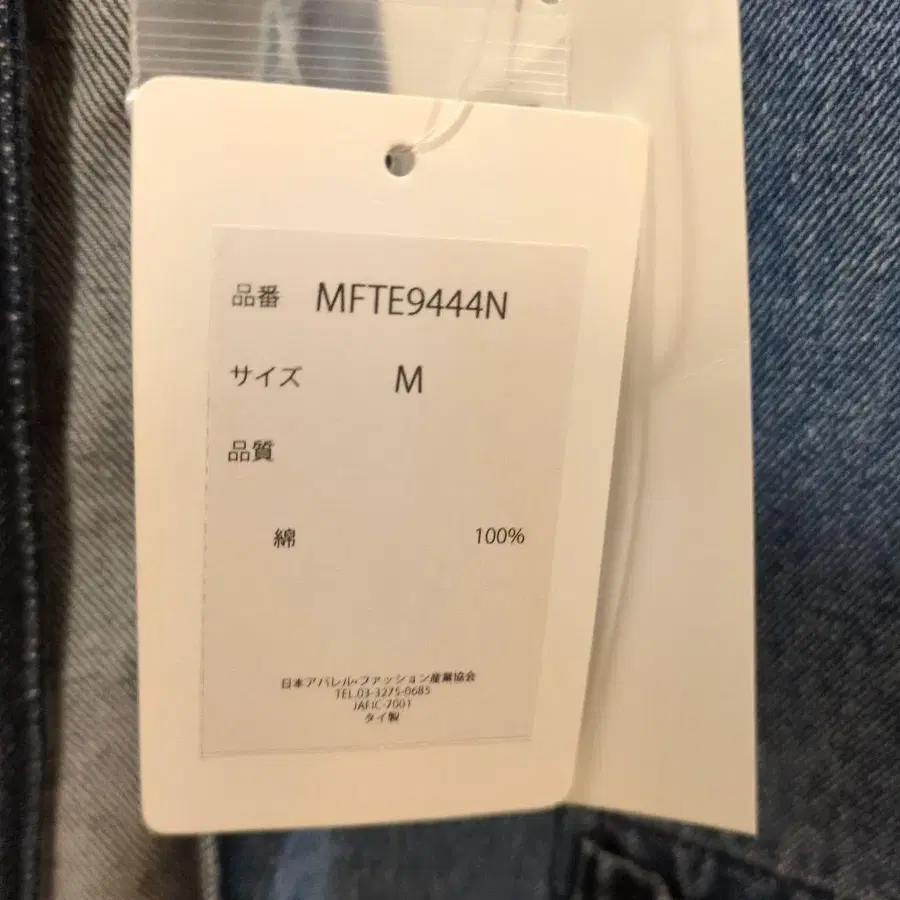 品番 MFTE9444N
サイズ M
品質
綿 100%
日本アパレル・ファッション産業協会
TEL.03-3275-0685
JAFIC-7001
タイ製